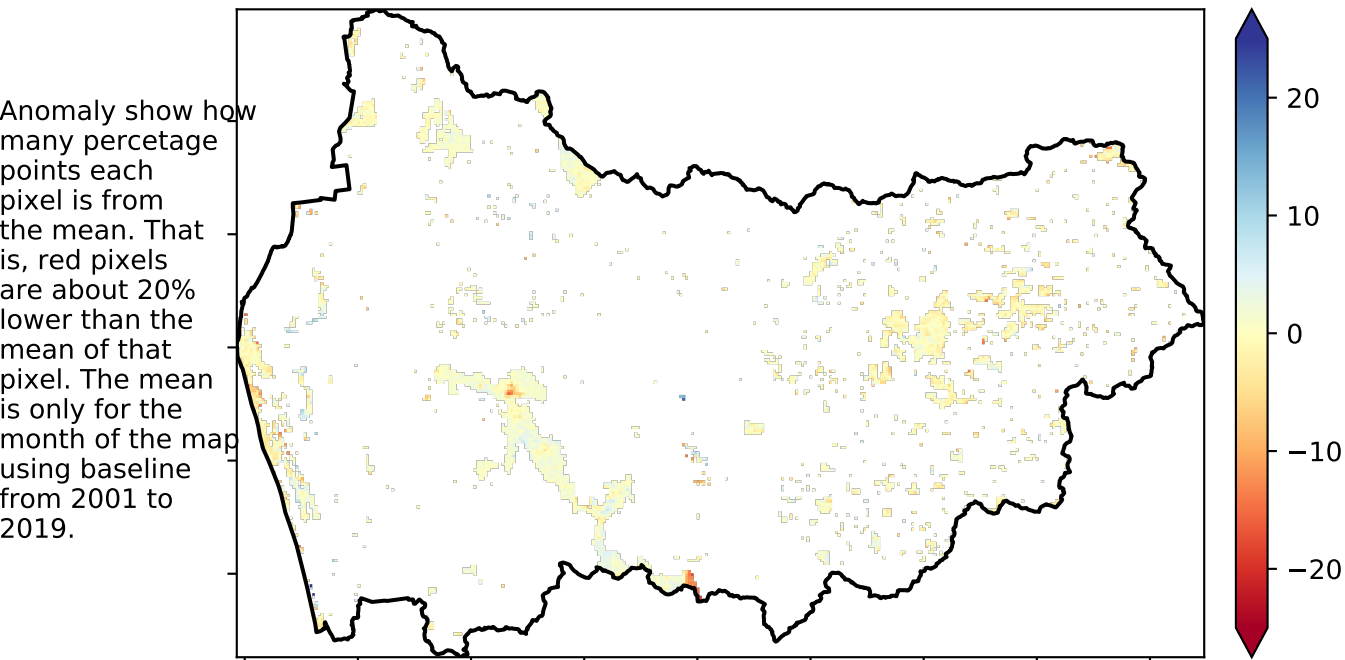 Anomaly show how
many percetage
points each
pixel is from
the mean. That
is, red pixels
are about 20%
lower than the
mean of that
pixel. The mean
is only for the
month of the map
using baseline
from 2001 to
2019.
20
10
0
−10
−20